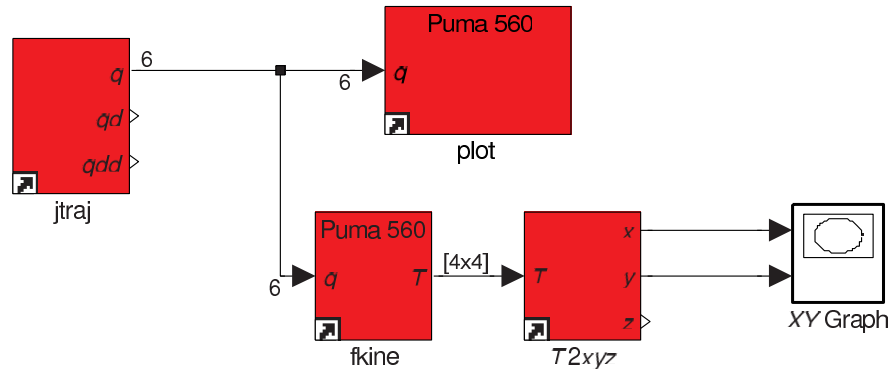 Puma 560
q
plot
6
6
q
qd
qdd
jtraj
Puma 560
q
T
fkine
6
[4x4]
T
x
y
z
T2xyz
XY Graph